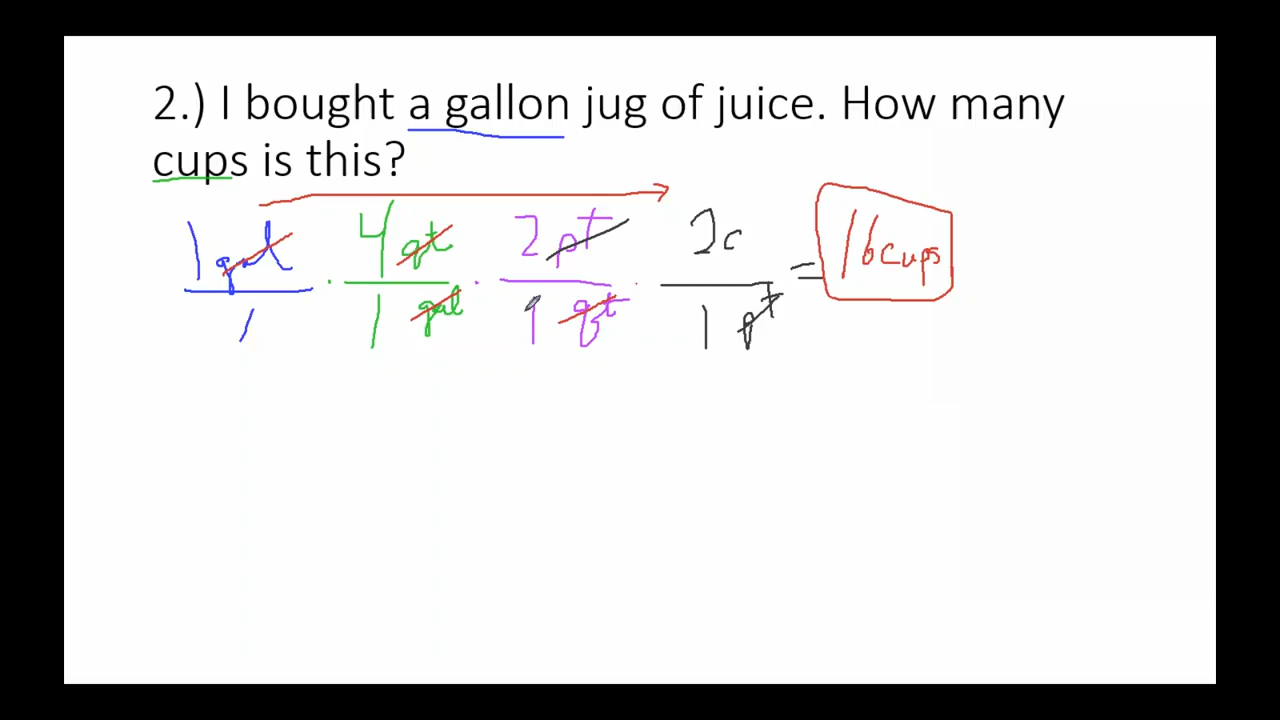 2.) I bought a gallon jug of juice. How many
cups is this?
1 gal · 4 qt · 2 pt 2c = 16 cups
1 1 gal 1 qt 1 pt